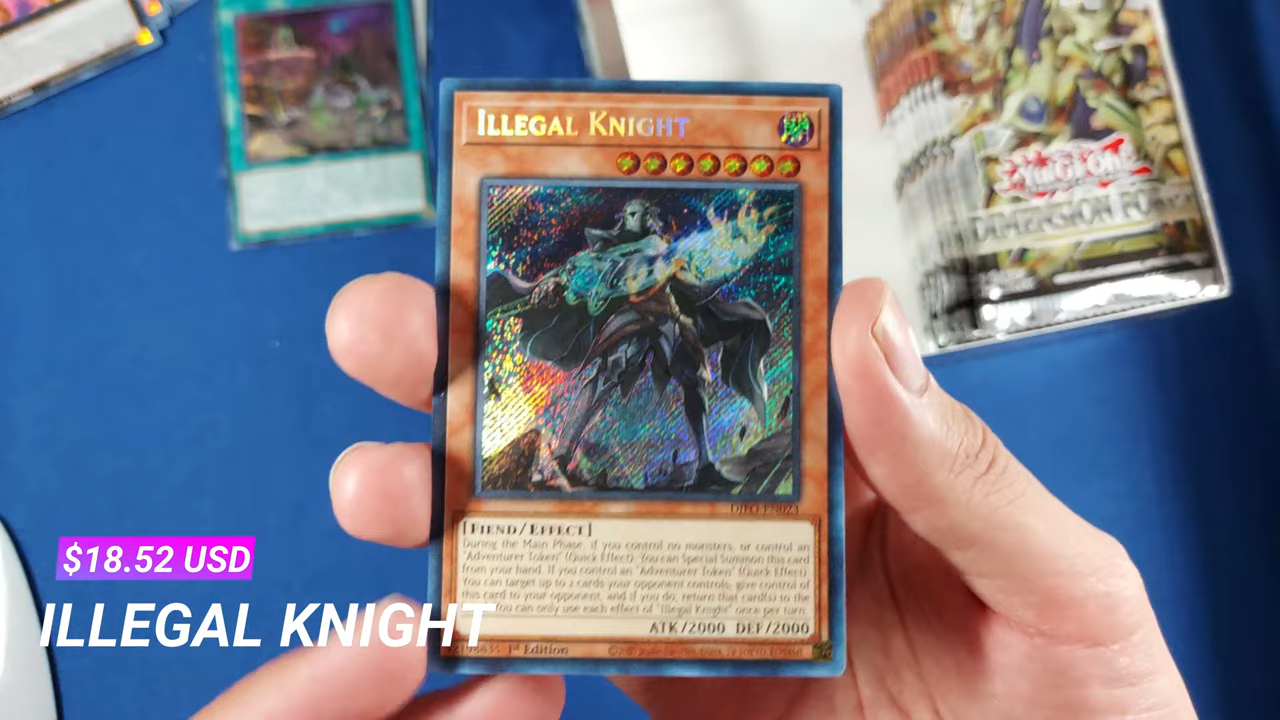 ILLEGAL KNIGHT
DIFO-EN023
[FIEND/EFFECT]
During the Main Phase, if you control no monsters, or control an
"Adventurer Token" (Quick Effect): You can Special Summon this card
from your hand. If you control an "Adventurer Token" (Quick Effect):
You can target up to 2 cards your opponent controls; give control of
this card to your opponent, and if you do, return that card(s) to the
You can only use each effect of "Illegal Knight" once per turn.
ATK/2000 DEF/2000
1st Edition
Yu-Gi-Oh!
DIMENSION FO
$18.52 USD
ILLEGAL KNIGHT